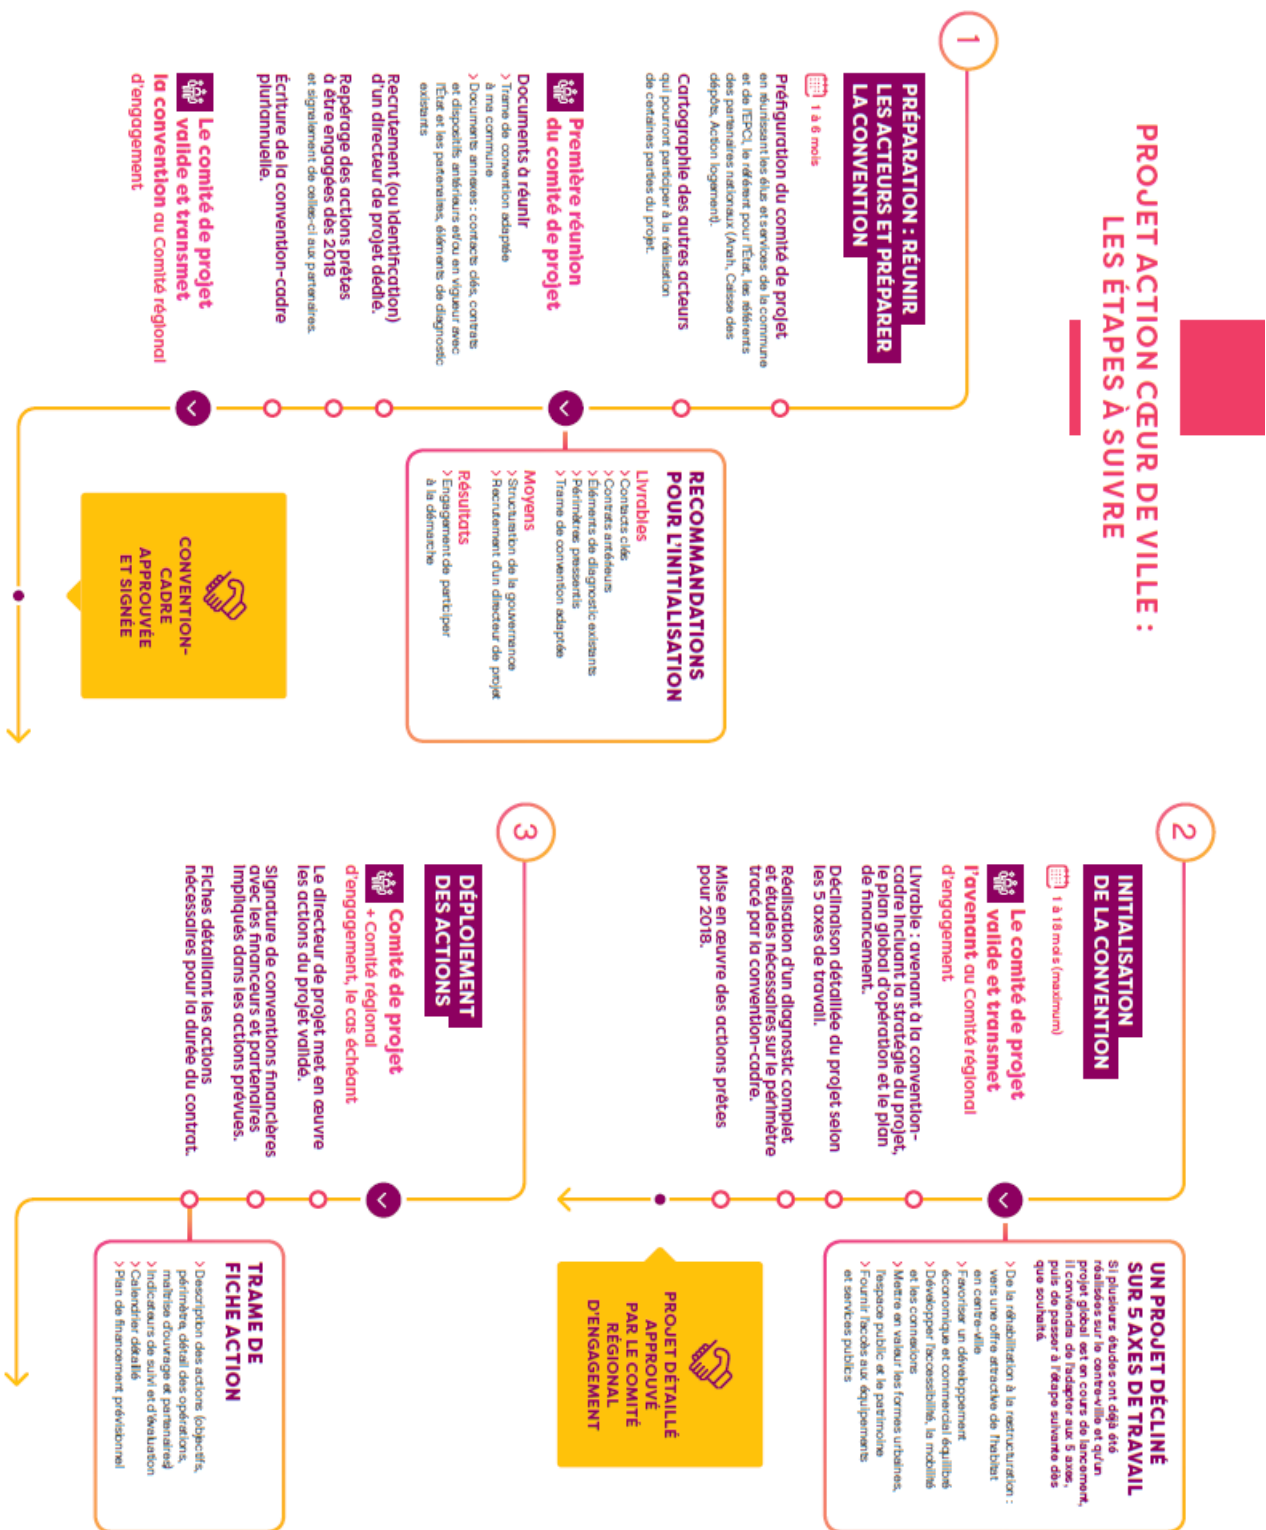 PROJET ACTION CŒUR DE VILLE :
LES ÉTAPES À SUIVRE
1
PRÉPARATION : RÉUNIR
LES ACTEURS ET PRÉPARER
LA CONVENTION
1 à 6 mois
Préfiguration du comité de projet
en réunissant les élus et services de la commune
et de l'EPCI, le référent pour l'État, les référents
des partenaires nationaux (Anah, Caisse des
dépôts, Action logement).
Cartographie des autres acteurs
qui pourront participer à la réalisation
de certaines parties du projet.
Première réunion
du comité de projet
Documents à réunir
> Trame de convention adaptée
à ma commune
> Documents annexes : contacts clés, contrats
et dispositifs antérieurs et/ou en vigueur avec
l'État et les partenaires, éléments de diagnostic
existants
Recrutement (ou identification)
d'un directeur de projet dédié.
Repérage des actions prêtes
à être engagées dès 2018
et signalement de celles-ci aux partenaires.
Écriture de la convention-cadre
pluriannuelle.
Le comité de projet
valide et transmet
la convention au Comité régional
d'engagement
RECOMMANDATIONS
POUR L'INITIALISATION
Livrables
> Contacts clés
> Contrats antérieurs
> Éléments de diagnostic existants
> Périmètres pressentis
> Trame de convention adaptée
Moyens
> Structuration de la gouvernance
> Recrutement d'un directeur de projet
Résultats
> Engagement de participer
à la démarche
CONVENTION-
CADRE
APPROUVÉE
ET SIGNÉE
2
INITIALISATION
DE LA CONVENTION
1 à 18 mois (maximum)
Le comité de projet
valide et transmet
l'avenant au Comité régional
d'engagement
Livrable : avenant à la convention-
cadre incluant la stratégie du projet,
le plan global d'opération et le plan
de financement.
Déclinaison détaillée du projet selon
les 5 axes de travail.
Réalisation d'un diagnostic complet
et études nécessaires sur le périmètre
tracé par la convention-cadre.
Mise en œuvre des actions prêtes
pour 2018.
UN PROJET DÉCLINÉ
SUR 5 AXES DE TRAVAIL
Si plusieurs études ont déjà été
réalisées sur le centre-ville et qu'un
projet global est en cours de lancement,
il conviendra de l'adapter aux 5 axes,
puis de passer à l'étape suivante dès
que souhaité.
> De la réhabilitation à la restructuration :
vers une offre attractive de l'habitat
en centre-ville
> Favoriser un développement
économique et commercial équilibré
> Développer l'accessibilité, la mobilité
et les connexions
> Mettre en valeur les formes urbaines,
l'espace public et le patrimoine
> Fournir l'accès aux équipements
et services publics
PROJET DÉTAILLÉ
APPROUVÉ
PAR LE COMITÉ
RÉGIONAL
D'ENGAGEMENT
3
DÉPLOIEMENT
DES ACTIONS
Comité de projet
+ Comité régional
d'engagement, le cas échéant
Le directeur de projet met en œuvre
les actions du projet validé.
Signature de conventions financières
avec les financeurs et partenaires
impliqués dans les actions prévues.
Fiches détaillant les actions
nécessaires pour la durée du contrat.
TRAME DE
FICHE ACTION
> Description des actions (objectifs,
périmètre, détail des opérations,
maîtrise d'ouvrage et partenaires)
> Indicateurs de suivi et d'évaluation
> Calendrier détaillé
> Plan de financement prévisionnel